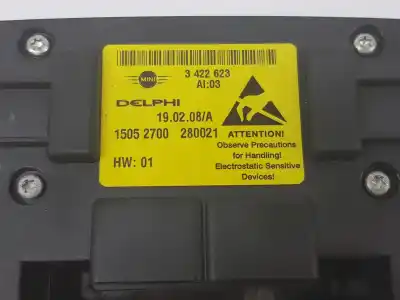 MINI
3 422 623
AI:03
DELPHI
19.02.08/A
1505 2700 280021
HW: 01
ATTENTION!
Observe Precautions
for Handling!
Electrostatic Sensitive
Devices!